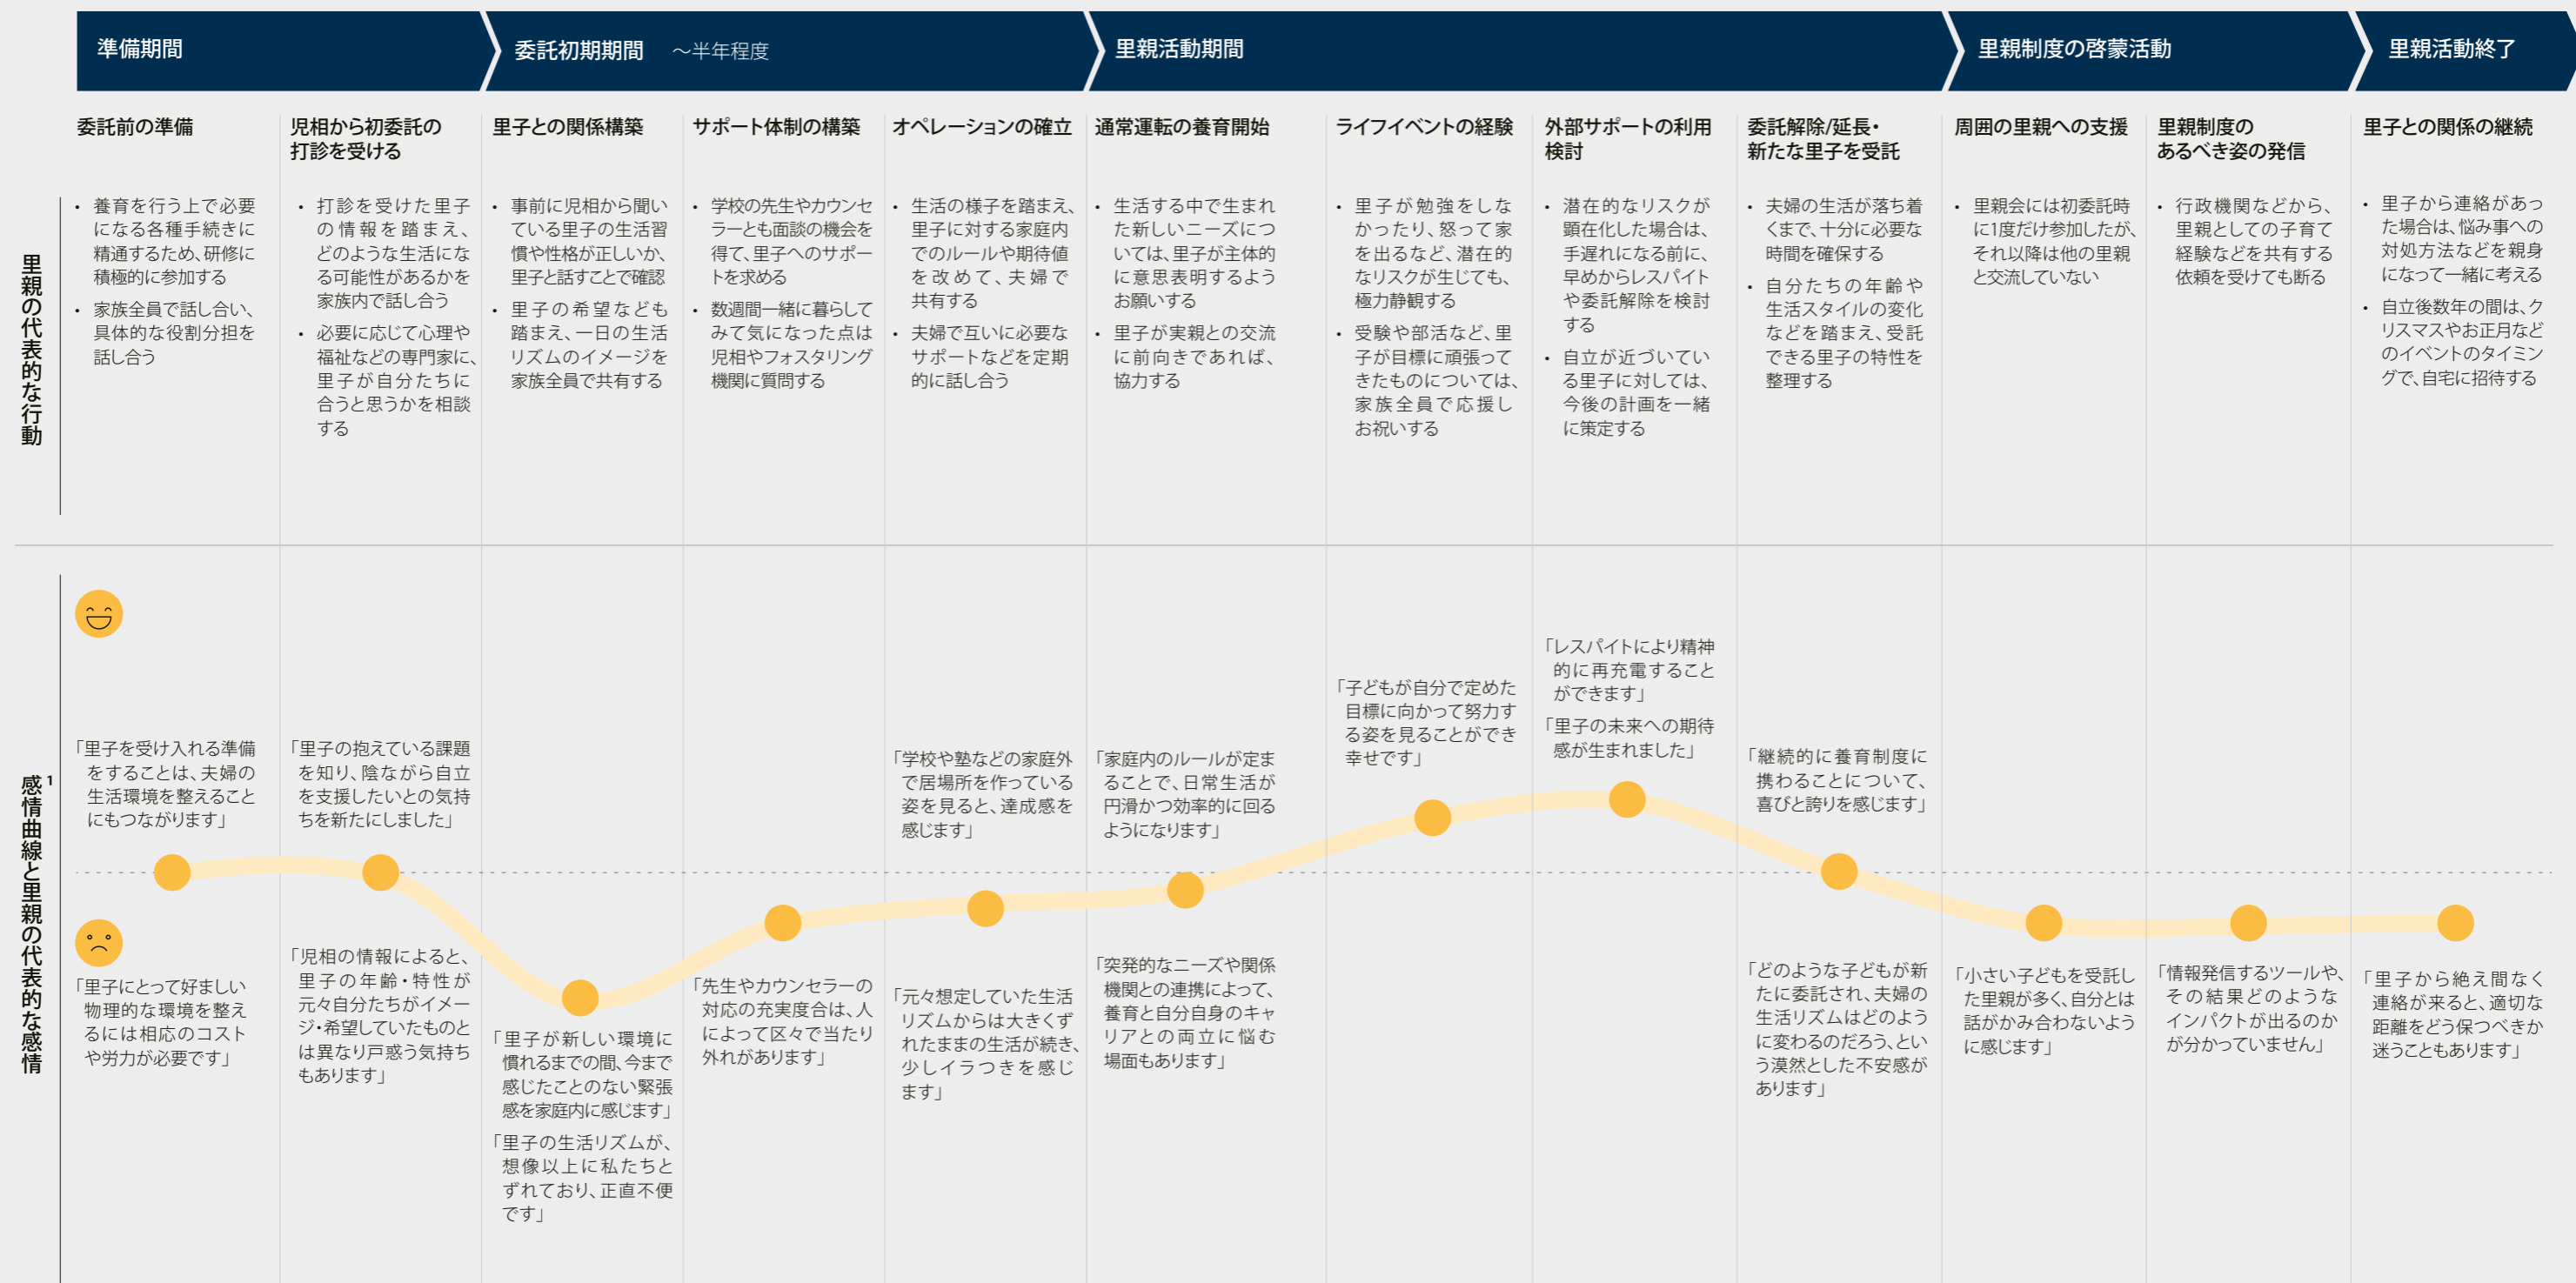 準備期間
委託初期期間　～半年程度
里親活動期間
里親制度の啓蒙活動
里親活動終了
委託前の準備
児相から初委託の
打診を受ける
里子との関係構築
サポート体制の構築
オペレーションの確立
通常運転の養育開始
ライフイベントの経験
外部サポートの利用
検討
委託解除/延長・
新たな里子を受託
周囲の里親への支援
里親制度の
あるべき姿の発信
里子との関係の継続
里親の代表的な行動
• 養育を行う上で必要
になる各種手続きに
精通するため、研修に
積極的に参加する
• 家族全員で話し合い、
具体的な役割分担を
話し合う
• 打診を受けた里子
の情報を踏まえ、
どのような生活にな
る可能性があるかを
家族内で話し合う
• 必要に応じて心理や
福祉などの専門家に、
里子が自分たちに
合うと思うかを相談
する
• 事前に児相から聞い
ている里子の生活習
慣や性格が正しいか、
里子と話すことで確認
• 里子の希望なども
踏まえ、一日の生活
リズムのイメージを
家族全員で共有する
• 学校の先生やカウンセ
ラーとも面談の機会を
得て、里子へのサポー
トを求める
• 数週間一緒に暮らして
みて気になった点は
児相やフォスタリング
機関に質問する
• 生活の様子を踏まえ、
里子に対する家庭内
でのルールや期待値
を改めて、夫婦で
共有する
• 夫婦で互いに必要な
サポートなどを定期
的に話し合う
• 生活する中で生まれ
た新しいニーズにつ
いては、里子が主体的
に意思表明するよう
お願いする
• 里子が実親との交流
に前向きであれば、
協力する
• 里子が勉強をしな
かったり、怒って家
を出るなど、潜在的
なリスクが生じても、
極力静観する
• 受験や部活など、里
子が目標に頑張って
きたものについては、
家族全員で応援し
お祝いする
• 潜在的なリスクが
顕在化した場合は、
手遅れになる前に、
早めからレスパイト
や委託解除を検討
する
• 自立が近づいてい
る里子に対しては、
今後の計画を一緒
に策定する
• 夫婦の生活が落ち着
くまで、十分に必要な
時間を確保する
• 自分たちの年齢や
生活スタイルの変化
などを踏まえ、受託
できる里子の特性を
整理する
• 里親会には初委託時
に1度だけ参加したが、
それ以降は他の里親
と交流していない
• 行政機関などから、
里親としての子育て
経験などを共有する
依頼を受けても断る
• 里子から連絡があっ
た場合は、悩み事への
対処方法などを親身
になって一緒に考える
• 自立後数年の間は、ク
リスマスやお正月など
のイベントのタイミン
グで、自宅に招待する
感情曲線と里親の代表的な感情¹
「里子を受け入れる準備
をすることは、夫婦の
生活環境を整えること
にもつながります」
「里子にとって好ましい
物理的な環境を整え
るには相応のコスト
や労力が必要です」
「里子の抱えている課題
を知り、陰ながら自立
を支援したいとの気持
ちを新たにしました」
「児相の情報によると、
里子の年齢・特性が
元々自分たちがイメー
ジ・希望していたものと
は異なり戸惑う気持ち
もあります」
「里子が新しい環境に
慣れるまでの間、今まで
感じたことのない緊張
感を家庭内に感じます」
「里子の生活リズムが、
想像以上に私たちと
ずれており、正直不便
です」
「先生やカウンセラーの
対応の充実度合は、人
によって区々で当たり
外れがあります」
「学校や塾などの家庭外
で居場所を作っている
姿を見ると、達成感を
感じます」
「元々想定していた生活
リズムからは大きくず
れたままの生活が続き、
少しイラつきを感じ
ます」
「家庭内のルールが定ま
ることで、日常生活が
円滑かつ効率的に回る
ようになります」
「突発的なニーズや関係
機関との連携によって、
養育と自分自身のキャ
リアとの両立に悩む
場面もあります」
「子どもが自分で定めた
目標に向かって努力す
る姿を見ることができ
幸せです」
「レスパイトにより精神
的に再充電すること
ができます」
「里子の未来への期待
感が生まれました」
「継続的に養育制度に
携わることについて、
喜びと誇りを感じます」
「どのような子どもが新
たに委託され、夫婦の
生活リズムはどのよう
に変わるのだろう、とい
う漠然とした不安感が
あります」
「小さい子どもを受託し
た里親が多く、自分とは
話がかみ合わないよう
に感じます」
「情報発信するツールや、
その結果どのような
インパクトが出るのか
が分かっていません」
「里子から絶え間なく
連絡が来ると、適切な
距離をどう保つべきか
迷うこともあります」